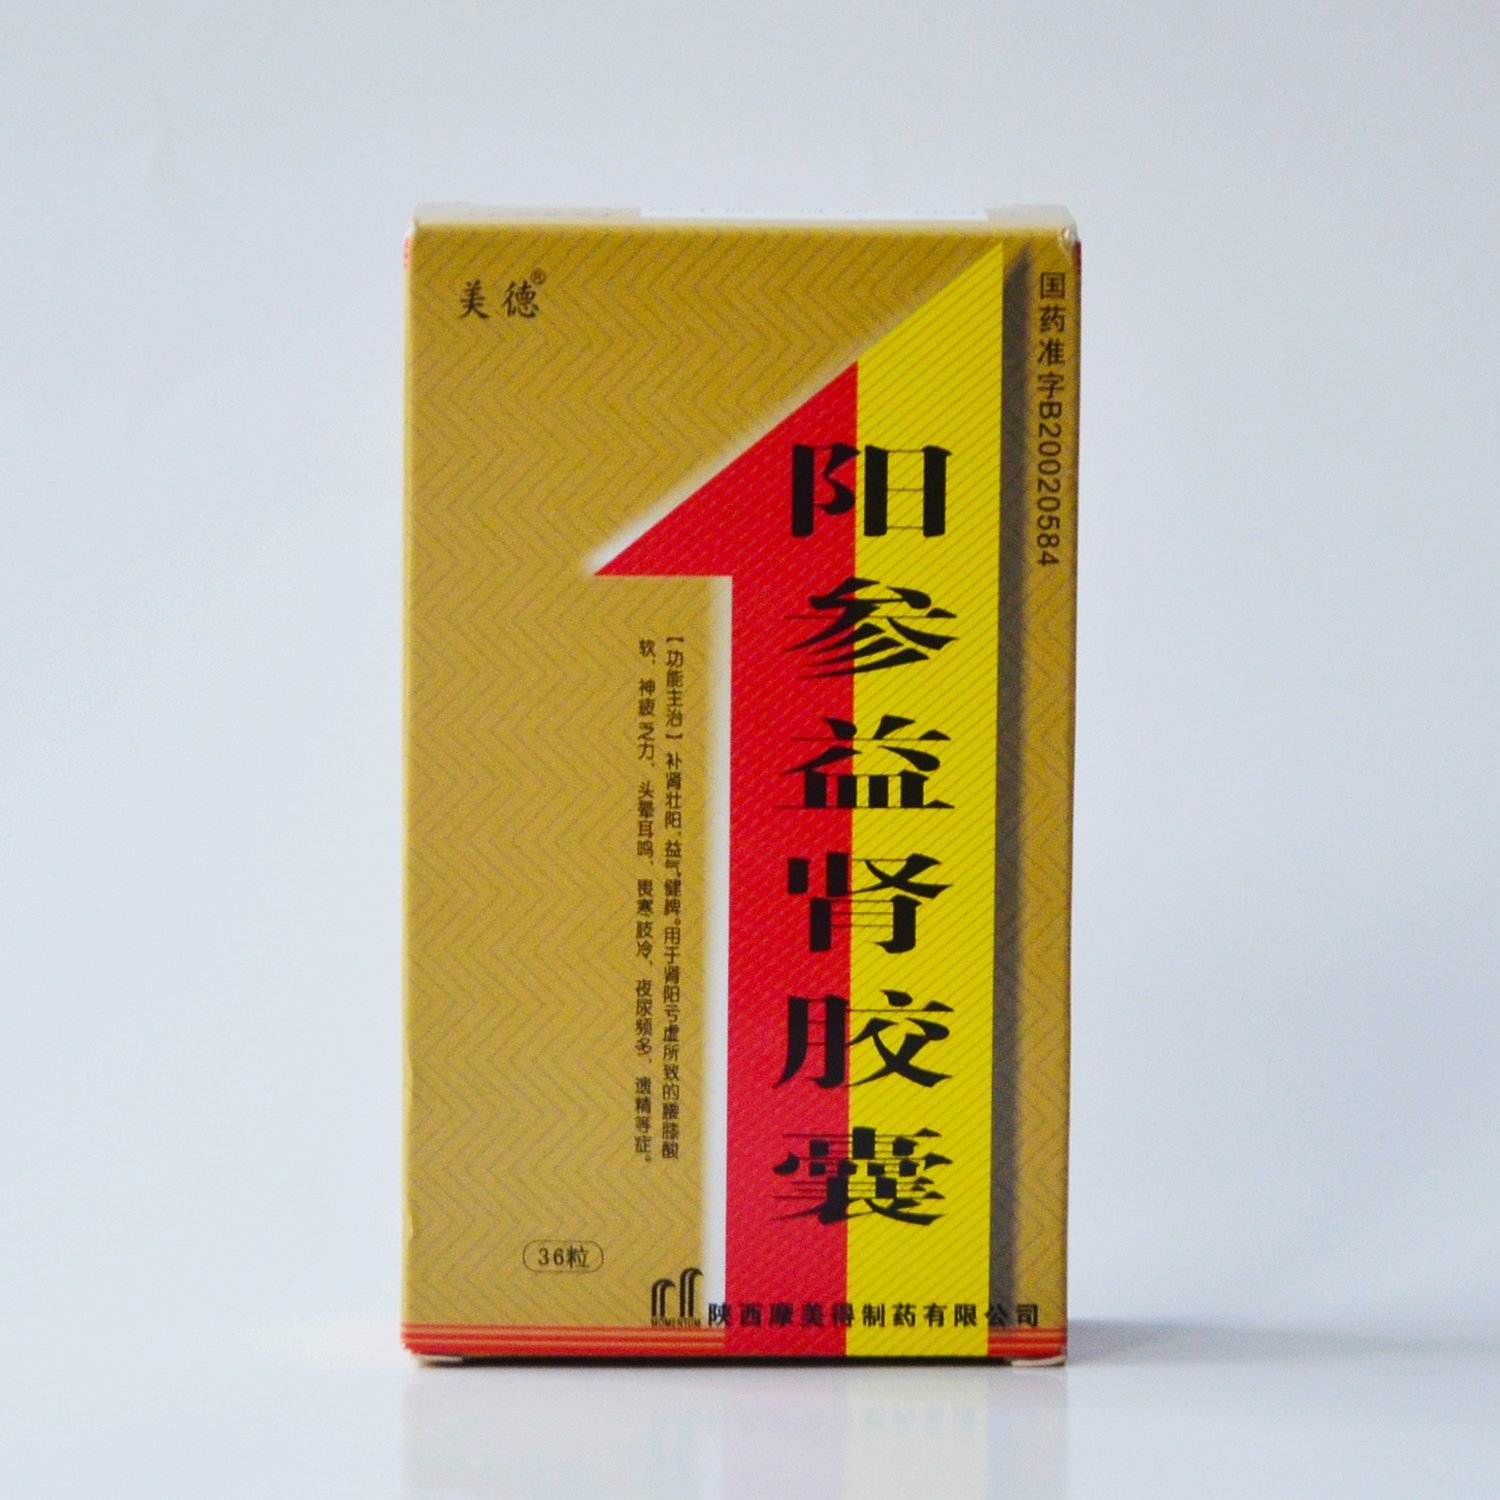 美德®
国药准字B20020584
阳参益肾胶囊
【功能主治】补肾壮阳,益气健脾。用于肾阳亏虚所致的腰膝酸
软、神疲乏力、头晕耳鸣、畏寒肢冷、夜尿频多、遗精等症。
36粒
MOMENTUM
陕西摩美得制药有限公司